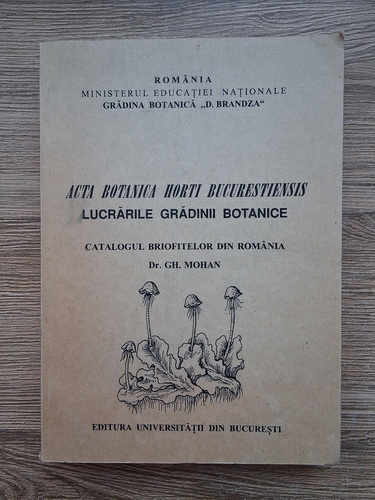 ROMÂNIA
MINISTERUL EDUCAȚIEI NAȚIONALE
GRĂDINA BOTANICĂ „D. BRANDZA“
ACTA BOTANICA HORTI BUCURESTIENSIS
LUCRĂRILE GRĂDINII BOTANICE
CATALOGUL BRIOFITELOR DIN ROMÂNIA
Dr. GH. MOHAN
EDITURA UNIVERSITĂȚII DIN BUCUREȘTI